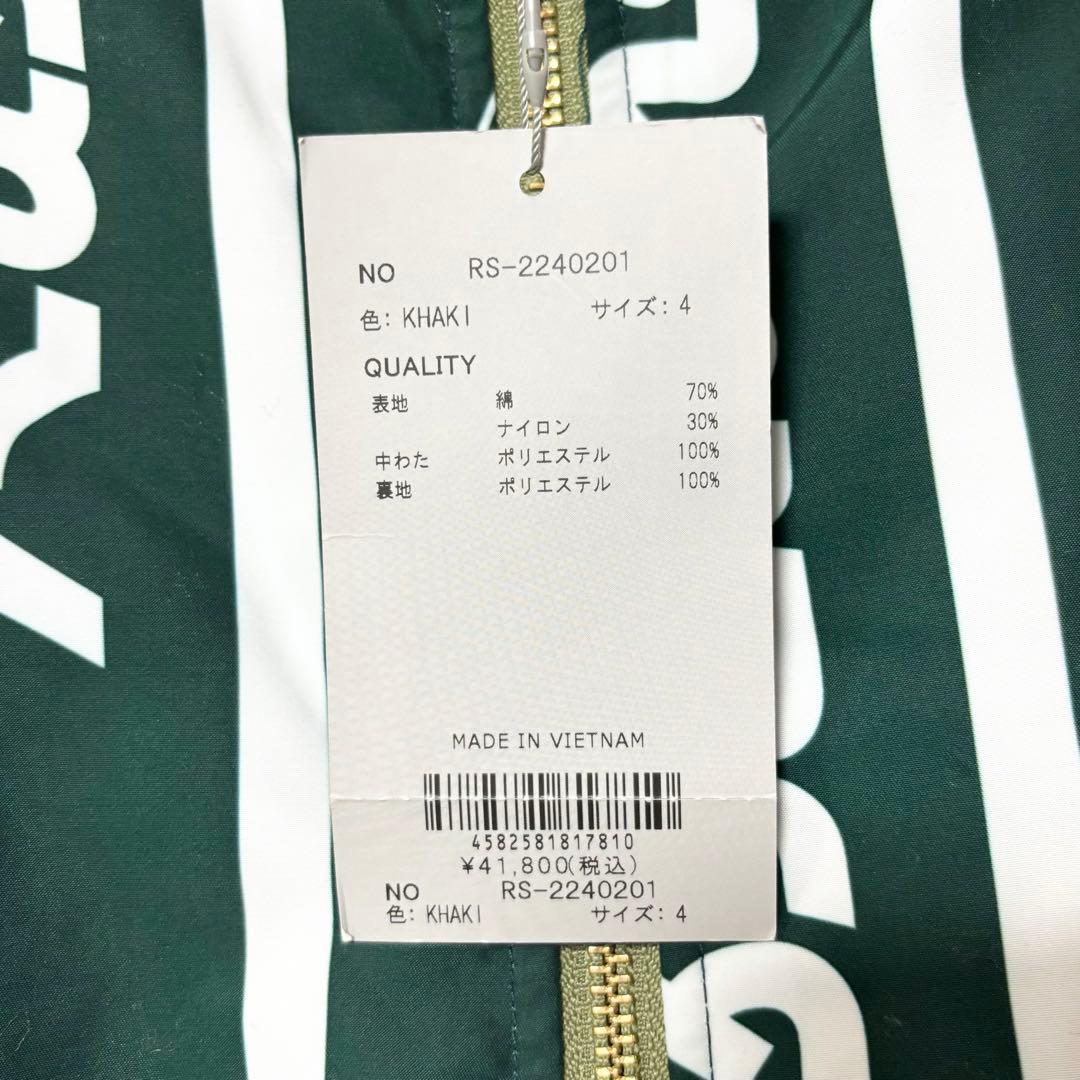 NO RS-2240201
色: KHAKI サイズ: 4
QUALITY
表地 綿 70%
ナイロン 30%
中わた ポリエステル 100%
裏地 ポリエステル 100%
MADE IN VIETNAM
4582581817810
¥41,800(税込)
NO RS-2240201
色: KHAKI サイズ: 4